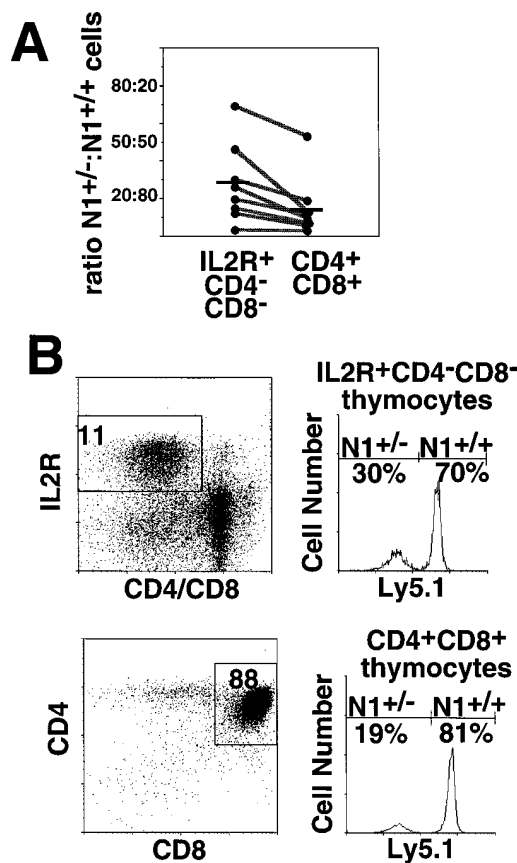 A
ratio N1+/-:N1+/+ cells
80:20
50:50
20:80
IL2R+
CD4-
CD8-
CD4+
CD8+
B
11
IL2R
CD4/CD8
IL2R+CD4-CD8-
thymocytes
N1+/- N1+/+
30% 70%
Cell Number
Ly5.1
88
CD4
CD8
CD4+CD8+
thymocytes
N1+/- N1+/+
19% 81%
Cell Number
Ly5.1